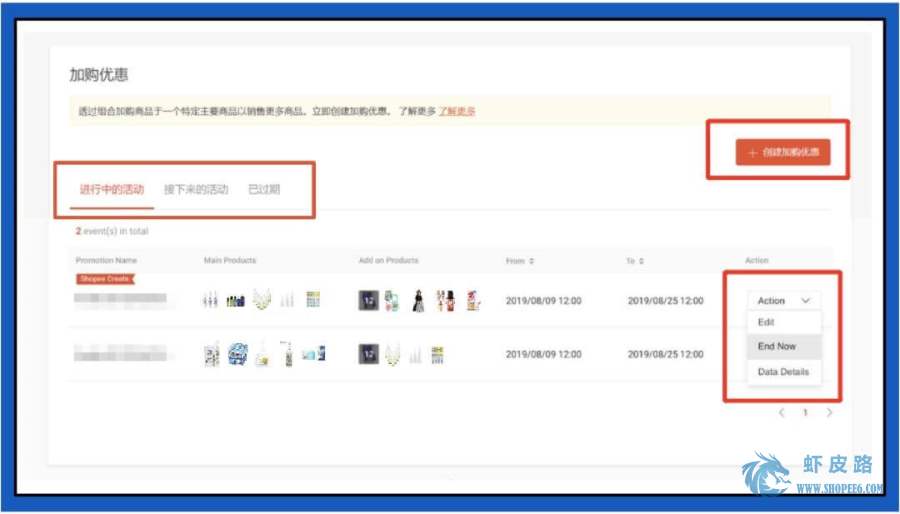 加购优惠
透过组合加购商品于一个特定主要商品以销售更多商品。立即创建加购优惠。 了解更多 了解更多
+ 创建加购优惠
进行中的活动 接下来的活动 已过期
2 event(s) in total
Promotion Name Main Products Add on Products From To Action
Shopee Create
12 2019/08/09 12:00 2019/08/25 12:00 Action
Edit
End Now
12 2019/08/09 12:00 2019/08/25 12:00
Data Details
1
虾皮路
WWW.SHOPEE6.COM